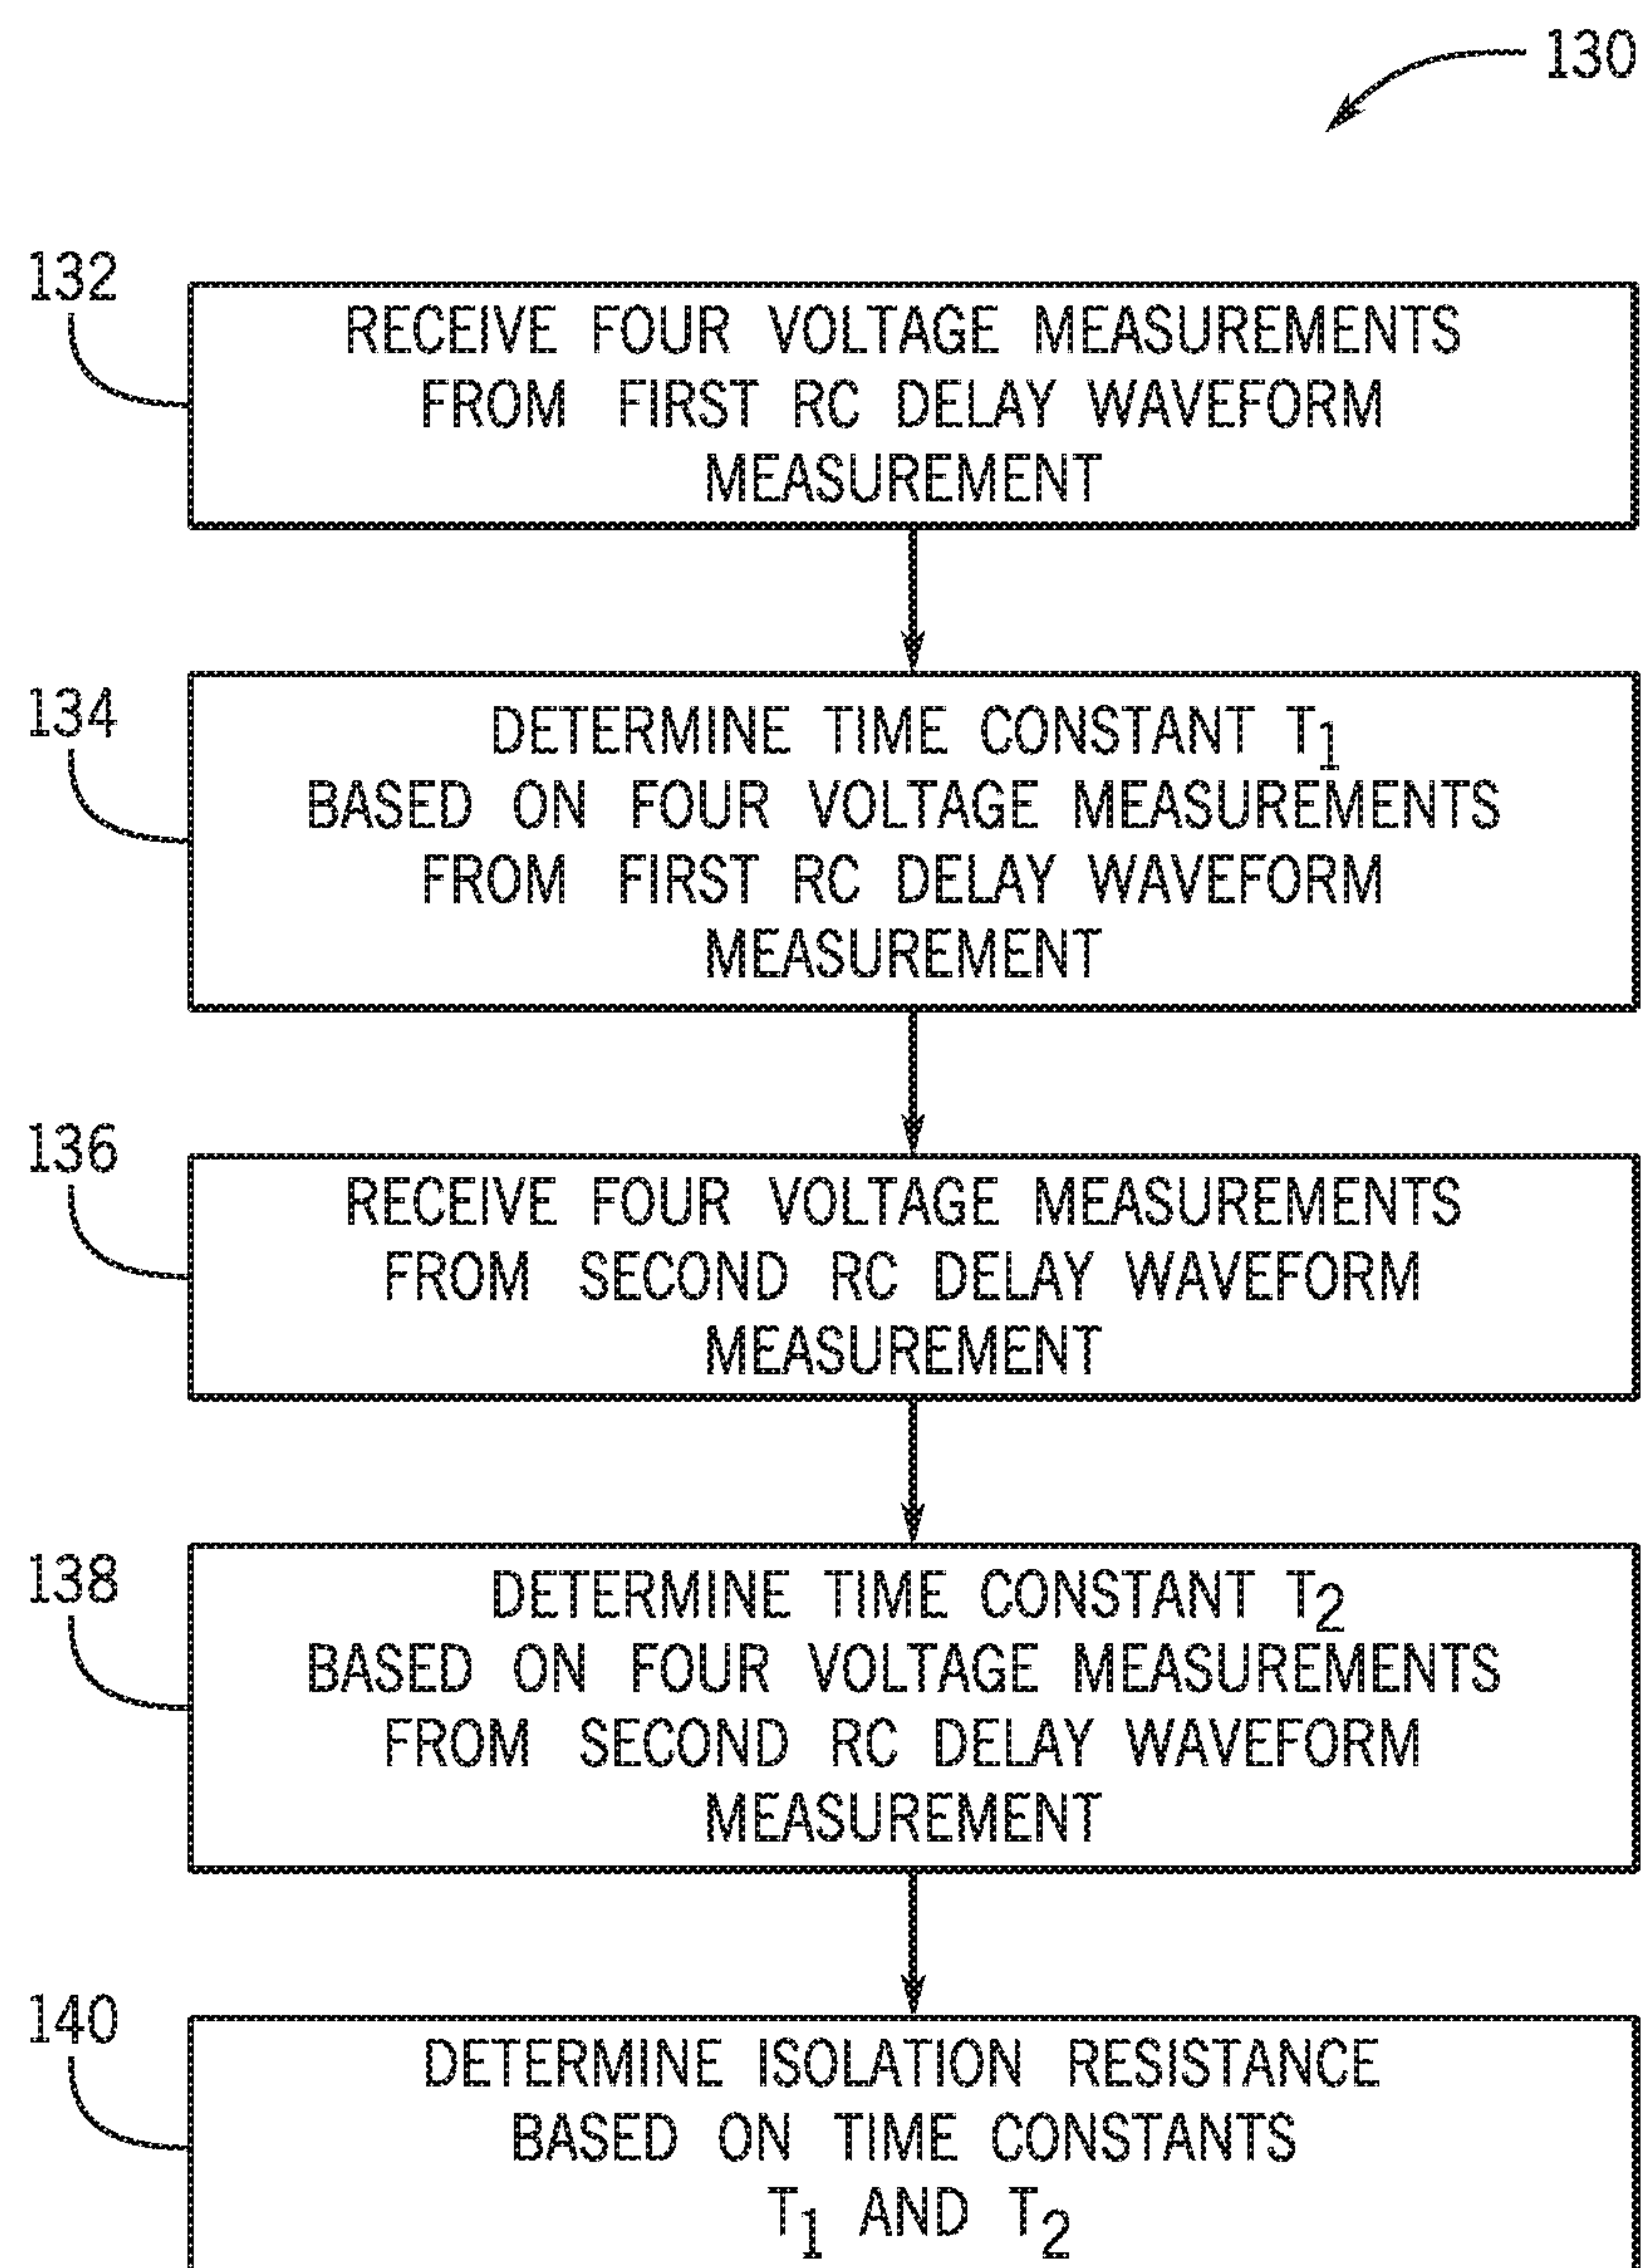 130
132
RECEIVE FOUR VOLTAGE MEASUREMENTS
FROM FIRST RC DELAY WAVEFORM
MEASUREMENT
134
DETERMINE TIME CONSTANT T1
BASED ON FOUR VOLTAGE MEASUREMENTS
FROM FIRST RC DELAY WAVEFORM
MEASUREMENT
136
RECEIVE FOUR VOLTAGE MEASUREMENTS
FROM SECOND RC DELAY WAVEFORM
MEASUREMENT
138
DETERMINE TIME CONSTANT T2
BASED ON FOUR VOLTAGE MEASUREMENTS
FROM SECOND RC DELAY WAVEFORM
MEASUREMENT
140
DETERMINE ISOLATION RESISTANCE
BASED ON TIME CONSTANTS
T1 AND T2